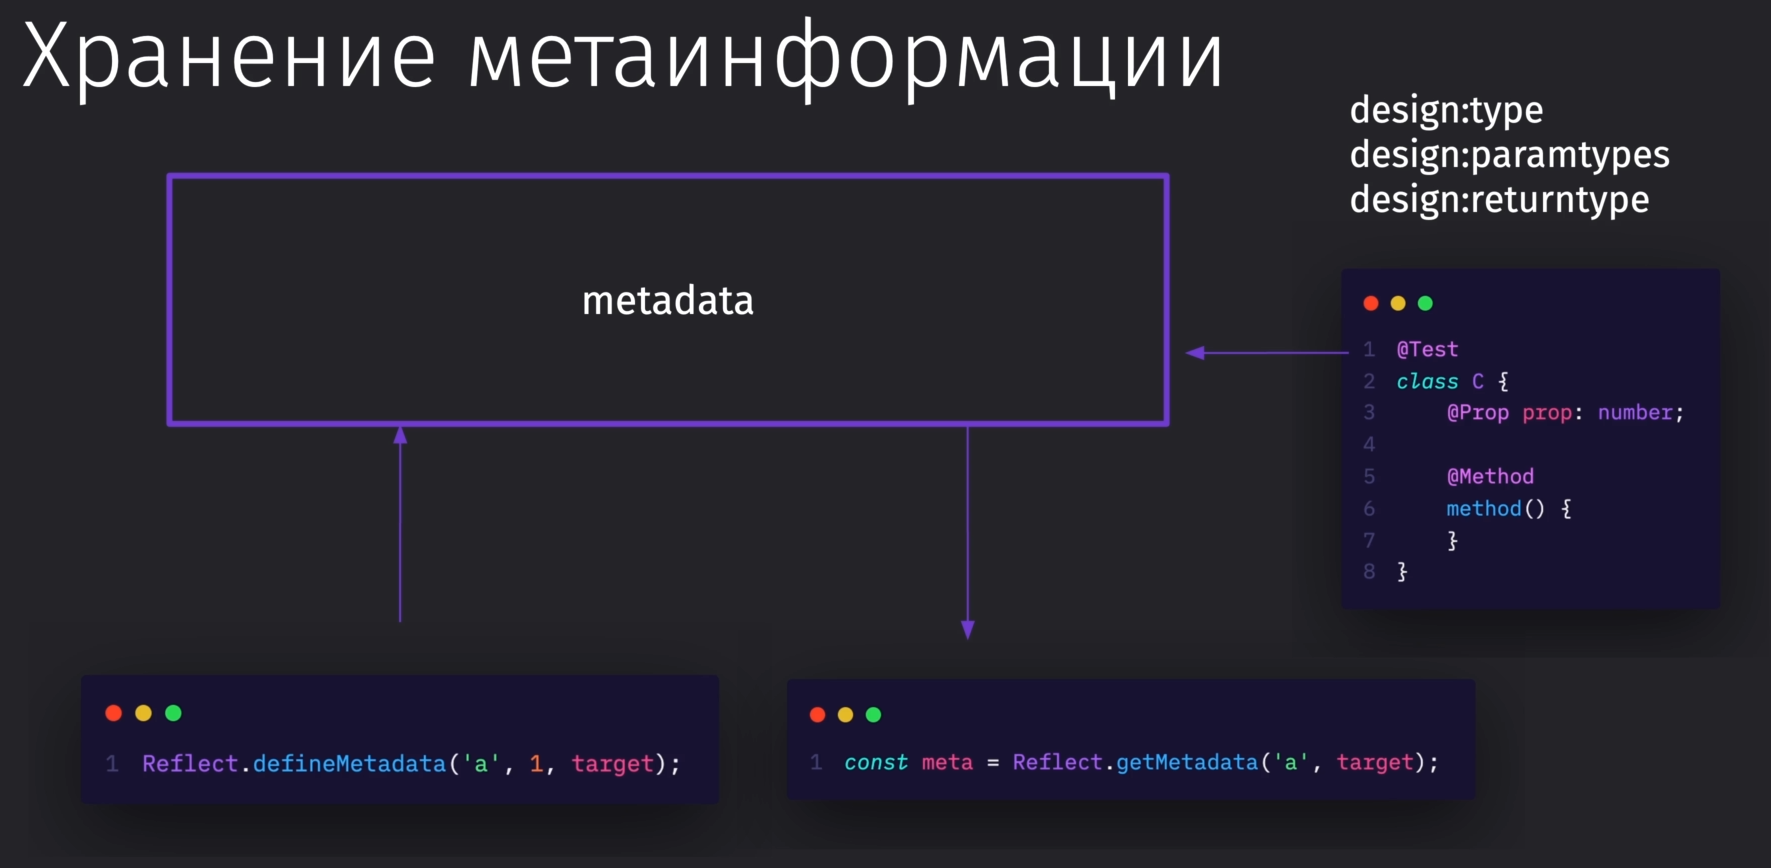 Хранение метаинформации
design:type
design:paramtypes
design:returntype
metadata
1 @Test
2 class C {
3 @Prop prop: number;
4
5 @Method
6 method() {
7 }
8 }
1 Reflect.defineMetadata('a', 1, target);
1 const meta = Reflect.getMetadata('a', target);